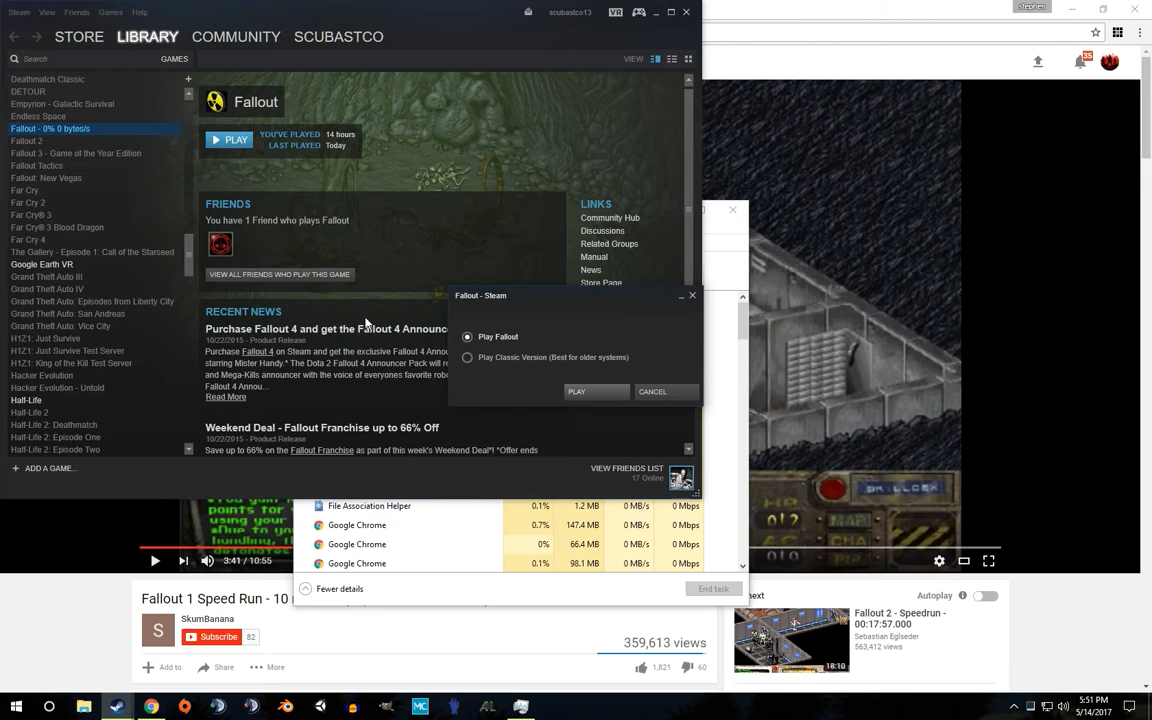 Steam View Friends Games Help
scubastco13 VR
stephen
STORE LIBRARY COMMUNITY SCUBASTCO
Search GAMES
VIEW
35
Deathmatch Classic
DETOUR
Empyrion - Galactic Survival
Endless Space
Fallout - 0% 0 bytes/s
Fallout 2
Fallout 3 - Game of the Year Edition
Fallout Tactics
Fallout: New Vegas
Far Cry
Far Cry 2
Far Cry® 3
Far Cry® 3 Blood Dragon
Far Cry 4
The Gallery - Episode 1: Call of the Starseed
Google Earth VR
Grand Theft Auto III
Grand Theft Auto IV
Grand Theft Auto: Episodes from Liberty City
Grand Theft Auto: San Andreas
Grand Theft Auto: Vice City
H1Z1: Just Survive
H1Z1: Just Survive Test Server
H1Z1: King of the Kill Test Server
Hacker Evolution
Hacker Evolution - Untold
Half-Life
Half-Life 2
Half-Life 2: Deathmatch
Half-Life 2: Episode One
Half-Life 2: Episode Two
+ ADD A GAME...
Fallout
PLAY
YOU'VE PLAYED 14 hours
LAST PLAYED Today
FRIENDS
You have 1 Friend who plays Fallout
VIEW ALL FRIENDS WHO PLAY THIS GAME
LINKS
Community Hub
Discussions
Related Groups
Manual
News
Store Page
RECENT NEWS
Purchase Fallout 4 and get the Fallout 4 Announc
10/22/2015 - Product Release
Purchase Fallout 4 on Steam and get the exclusive Fallout 4 Annou
starring Mister Handy.* The Dota 2 Fallout 4 Announcer Pack will re
and Mega-Kills announcer with the voice of everyones favorite rob
Fallout 4 Annou...
Read More
Weekend Deal - Fallout Franchise up to 66% Off
10/22/2015 - Product Release
Save up to 66% on the Fallout Franchise as part of this week's Weekend Deal*! *Offer ends
VIEW FRIENDS LIST
17 Online
Fallout - Steam
Play Fallout
Play Classic Version (Best for older systems)
PLAY CANCEL
File Association Helper 0.1% 1.2 MB 0 MB/s 0 Mbps
Google Chrome 0.7% 147.4 MB 0 MB/s 0 Mbps
Google Chrome 0% 66.4 MB 0 MB/s 0 Mbps
Google Chrome 0.1% 98.1 MB 0 MB/s 0 Mbps
Fewer details End task
points for
using your
handling,
HP
MAP
CHA
PIP
3:41 / 10:55
Fallout 1 Speed Run - 10
SkumBanana
S
Subscribe 82
359,613 views
Add to Share More
1,821 60
next
Autoplay
Fallout 2 - Speedrun -
00:17:57.000
Sebastian Eglseder
563,412 views
18:10
MC
AL
5:51 PM
5/14/2017